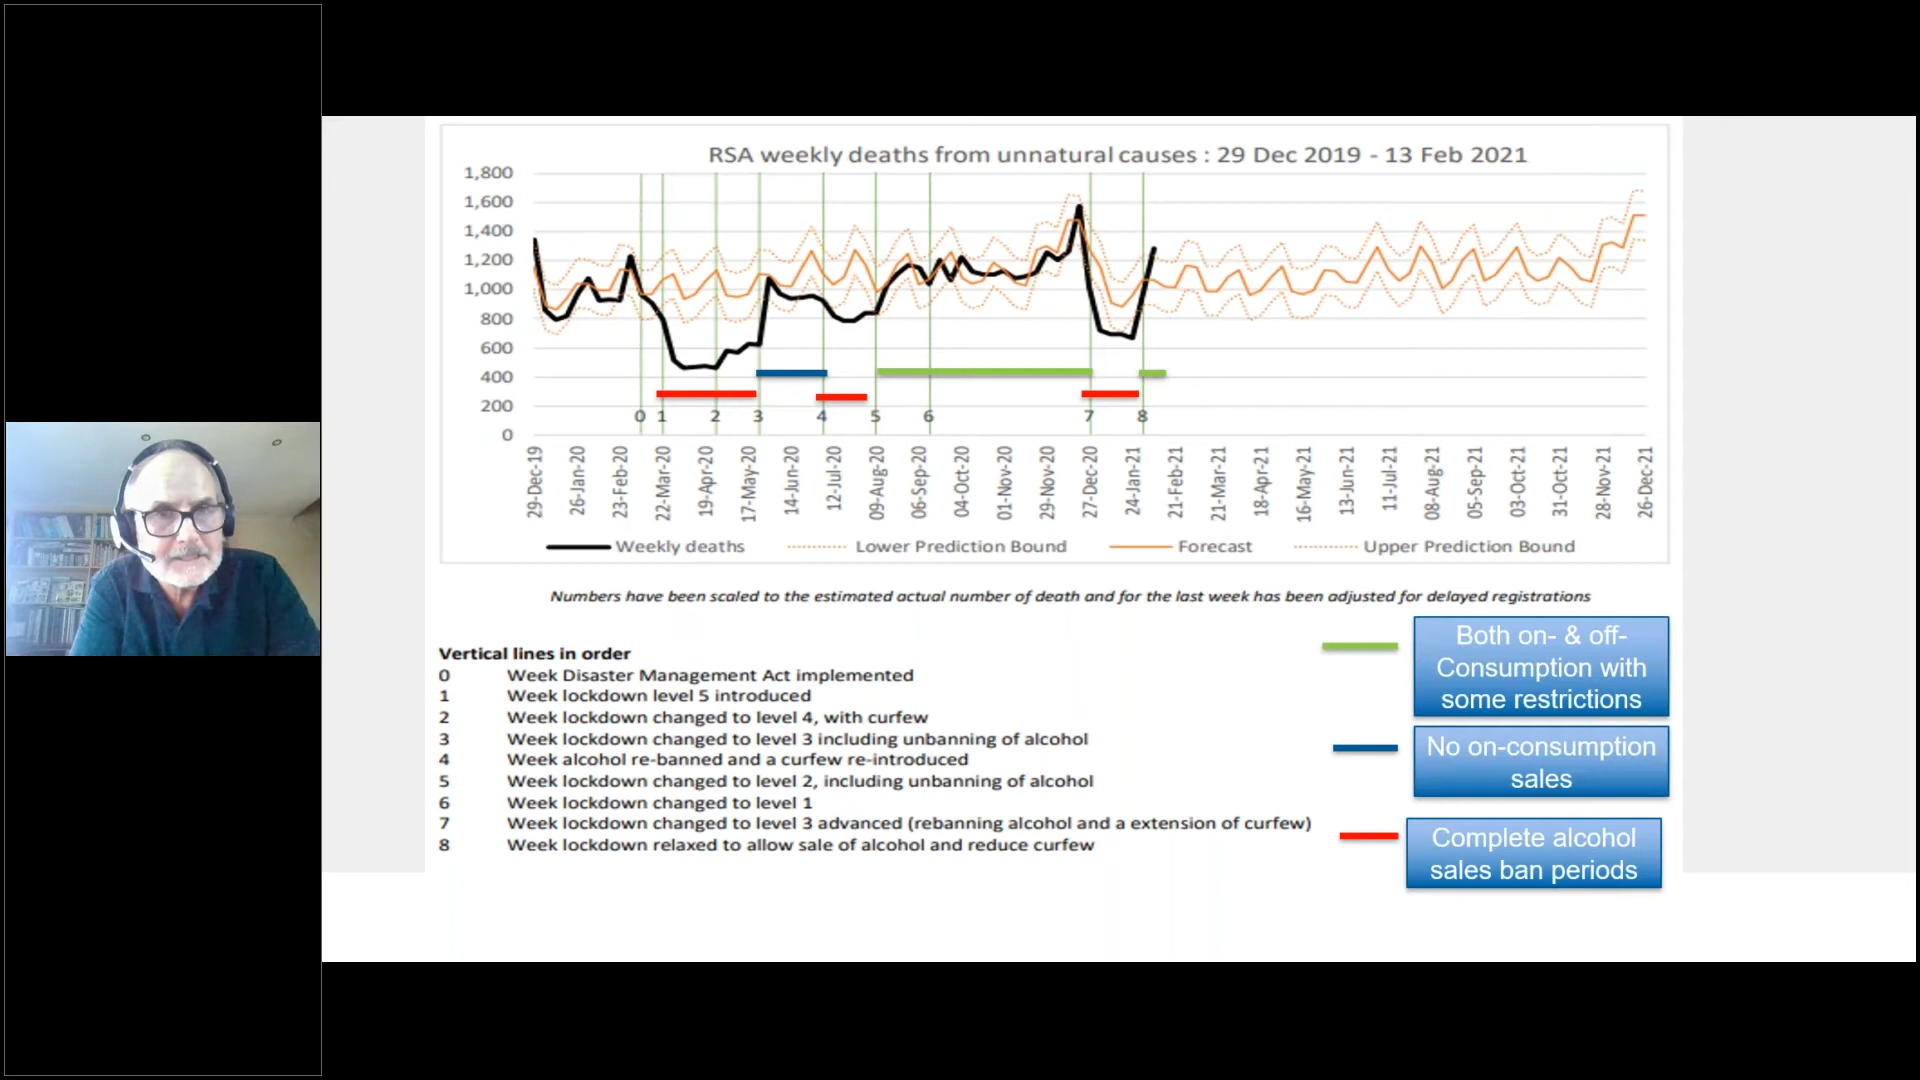 RSA weekly deaths from unnatural causes : 29 Dec 2019 - 13 Feb 2021
1,800
1,600
1,400
1,200
1,000
800
600
400
200
0
0 1 2 3 4 5 6 7 8
29-Dec-19
26-Jan-20
23-Feb-20
22-Mar-20
19-Apr-20
17-May-20
14-Jun-20
12-Jul-20
09-Aug-20
06-Sep-20
04-Oct-20
01-Nov-20
29-Nov-20
27-Dec-20
24-Jan-21
21-Feb-21
21-Mar-21
18-Apr-21
16-May-21
13-Jun-21
11-Jul-21
08-Aug-21
05-Sep-21
03-Oct-21
31-Oct-21
28-Nov-21
26-Dec-21
Weekly deaths Lower Prediction Bound Forecast Upper Prediction Bound
Numbers have been scaled to the estimated actual number of death and for the last week has been adjusted for delayed registrations
Vertical lines in order
0 Week Disaster Management Act implemented
1 Week lockdown level 5 introduced
2 Week lockdown changed to level 4, with curfew
3 Week lockdown changed to level 3 including unbanning of alcohol
4 Week alcohol re-banned and a curfew re-introduced
5 Week lockdown changed to level 2, including unbanning of alcohol
6 Week lockdown changed to level 1
7 Week lockdown changed to level 3 advanced (rebanning alcohol and a extension of curfew)
8 Week lockdown relaxed to allow sale of alcohol and reduce curfew
Both on- & off-
Consumption with
some restrictions
No on-consumption
sales
Complete alcohol
sales ban periods